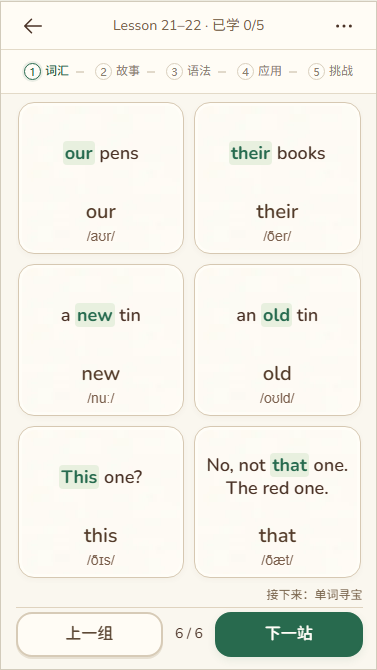 Lesson 21–22 · 已学 0/5
1 词汇 – 2 故事 – 3 语法 – 4 应用 – 5 挑战
our pens
our
/aʊr/
their books
their
/ðer/
a new tin
new
/nuː/
an old tin
old
/oʊld/
This one?
this
/ðɪs/
No, not that one.
The red one.
that
/ðæt/
接下来：单词寻宝
上一组
6 / 6
下一站